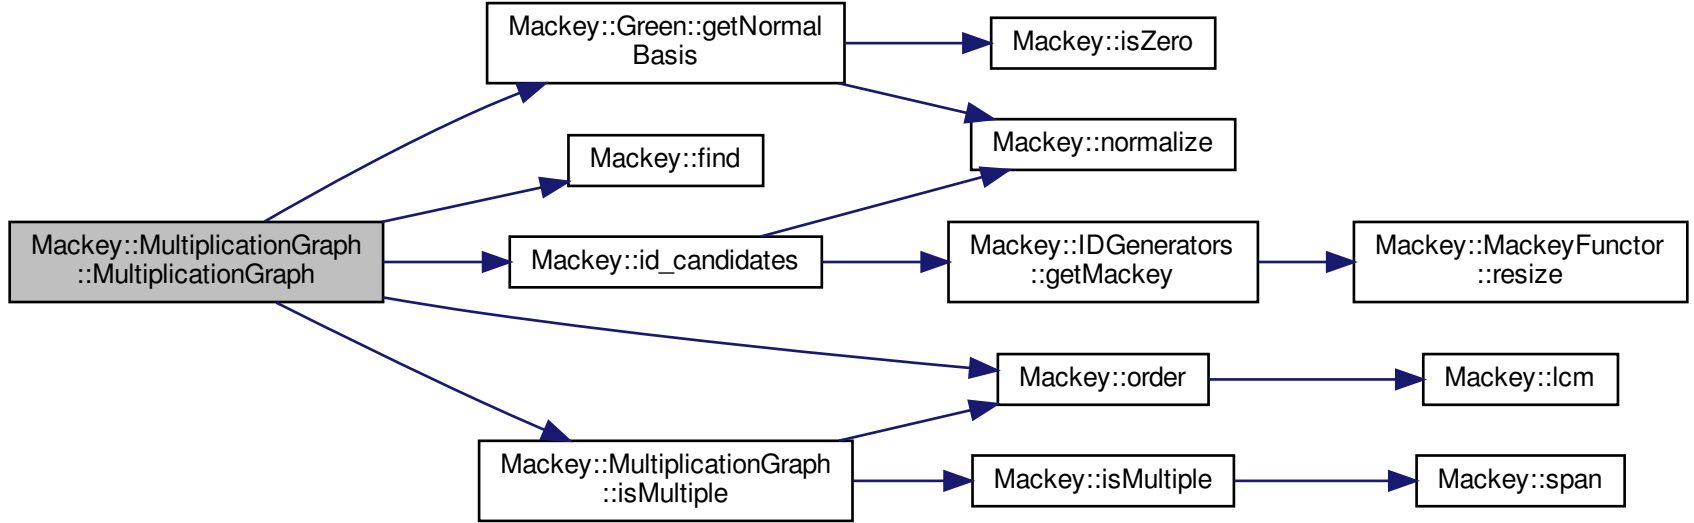 Mackey::MultiplicationGraph
::MultiplicationGraph
Mackey::Green::getNormal
Basis
Mackey::isZero
Mackey::normalize
Mackey::find
Mackey::id_candidates
Mackey::IDGenerators
::getMackey
Mackey::MackeyFunctor
::resize
Mackey::order
Mackey::lcm
Mackey::MultiplicationGraph
::isMultiple
Mackey::isMultiple
Mackey::span